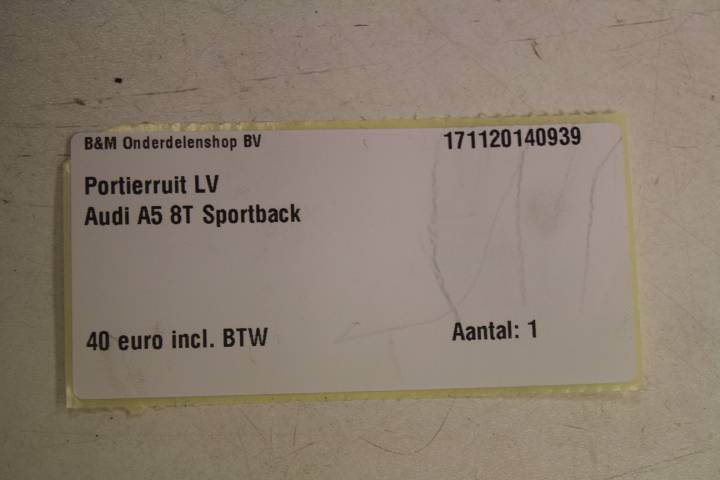 B&M Onderdelenshop BV 171120140939
Portierruit LV
Audi A5 8T Sportback
40 euro incl. BTW Aantal: 1